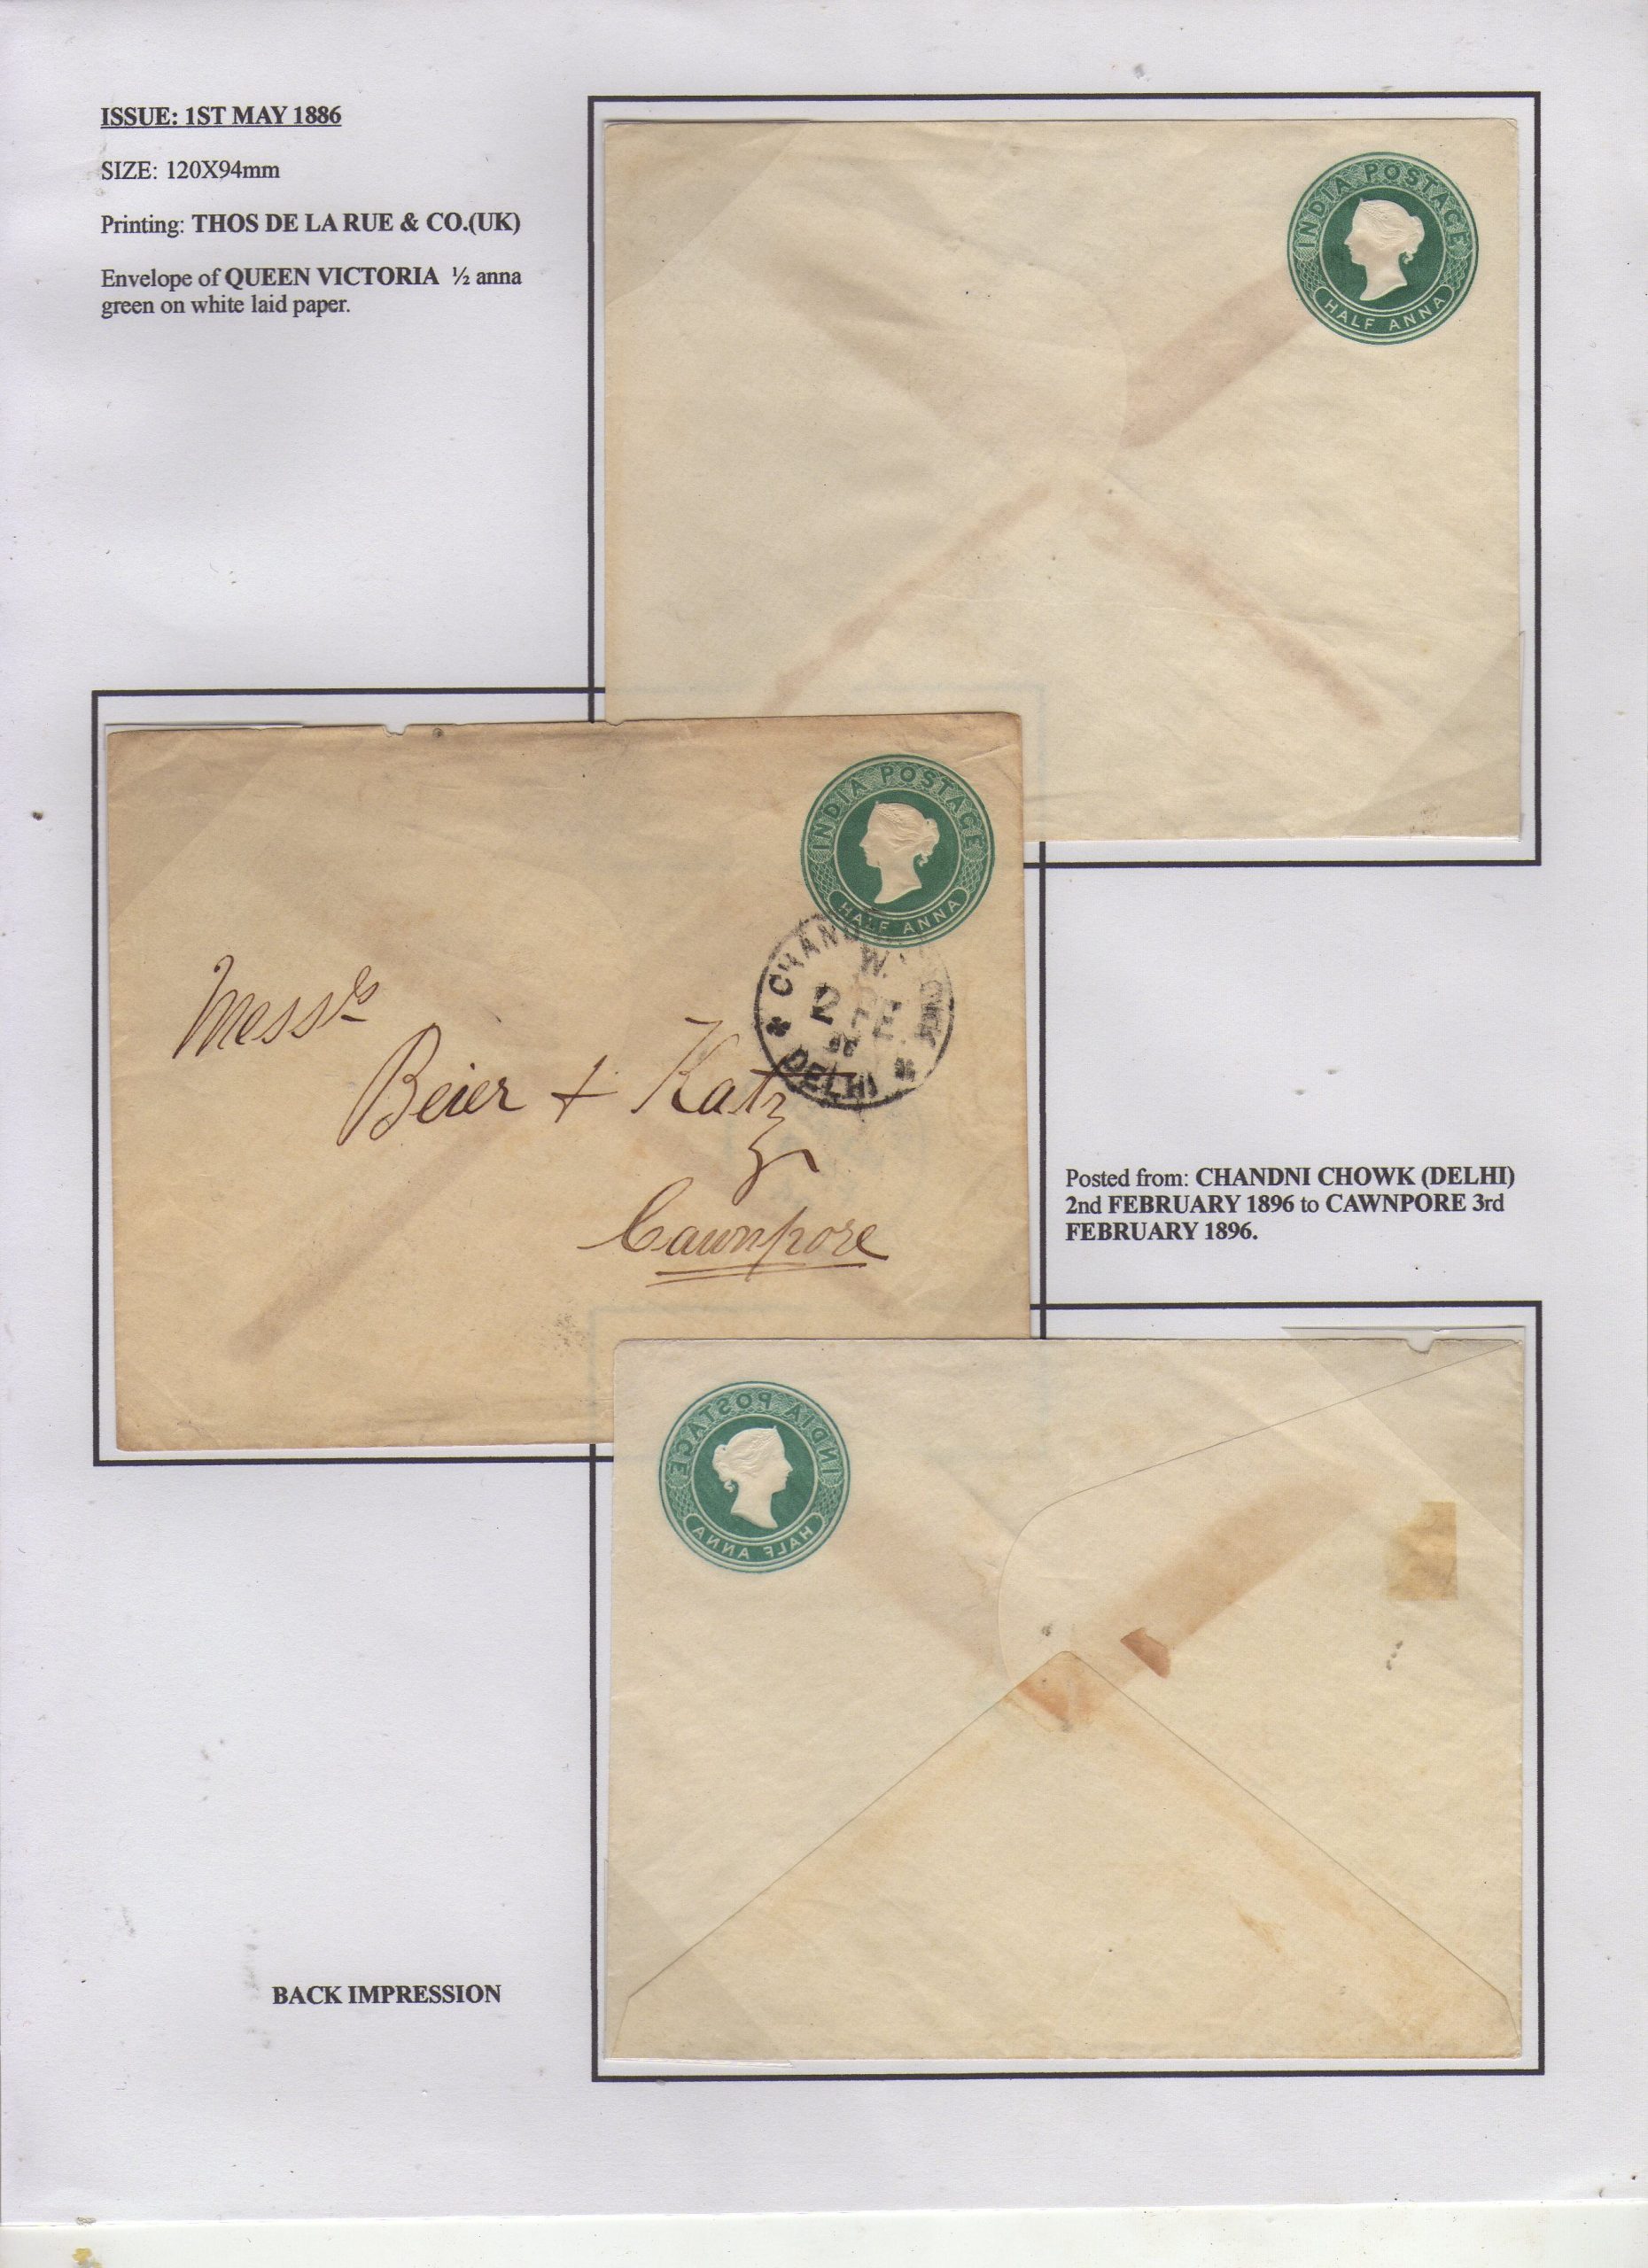 ISSUE: 1ST MAY 1886
SIZE: 120X94mm
Printing: THOS DE LA RUE & CO.(UK)
Envelope of QUEEN VICTORIA ½ anna
green on white laid paper.
INDIA POSTAGE
HALF ANNA
INDIA POSTAGE
HALF ANNA
2 FE
96
DELHI
Messrs
Beier + Katz
Cawnpore
Posted from: CHANDNI CHOWK (DELHI)
2nd FEBRUARY 1896 to CAWNPORE 3rd
FEBRUARY 1896.
INDIA POSTAGE
HALF ANNA
BACK IMPRESSION